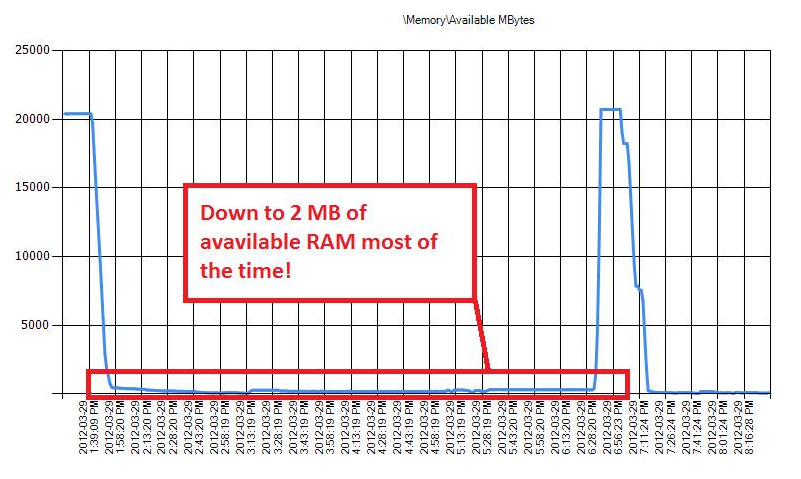 \Memory\Available MBytes
25000
20000
15000
10000
5000
Down to 2 MB of
avavilable RAM most of
the time!
2012-03-29
1:39:09 PM
2012-03-29
1:58:20 PM
2012-03-29
2:13:20 PM
2012-03-29
2:28:20 PM
2012-03-29
2:43:20 PM
2012-03-29
2:58:19 PM
2012-03-29
3:13:19 PM
2012-03-29
3:28:19 PM
2012-03-29
3:43:19 PM
2012-03-29
3:58:19 PM
2012-03-29
4:13:19 PM
2012-03-29
4:28:19 PM
2012-03-29
4:43:19 PM
2012-03-29
4:58:19 PM
2012-03-29
5:13:19 PM
2012-03-29
5:28:19 PM
2012-03-29
5:43:20 PM
2012-03-29
5:58:20 PM
2012-03-29
6:13:20 PM
2012-03-29
6:28:20 PM
2012-03-29
6:56:23 PM
2012-03-29
7:11:24 PM
2012-03-29
7:26:24 PM
2012-03-29
7:41:24 PM
2012-03-29
8:01:24 PM
2012-03-29
8:16:28 PM